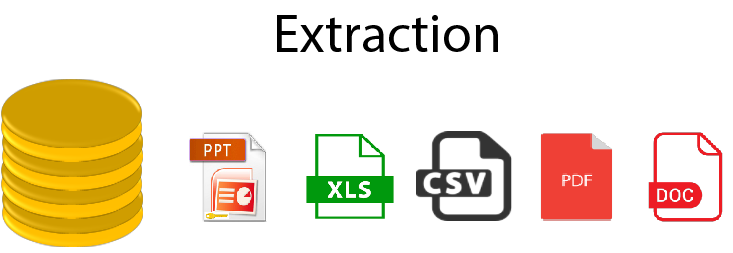 Extraction
PPT
XLS
CSV
PDF
DOC